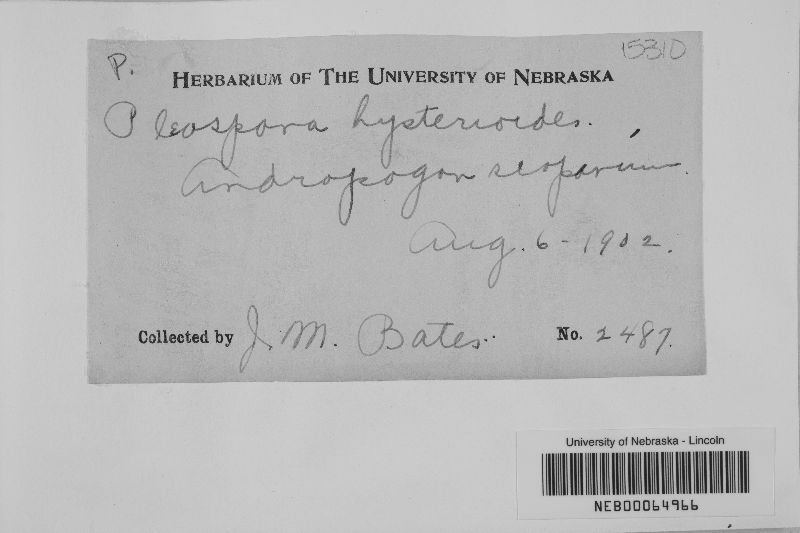 15310
P.
HERBARIUM OF THE UNIVERSITY OF NEBRASKA
Pleospora hysterioides.
Andropogon scoparium.
Aug. 6 - 1902.
Collected by J. M. Bates.
No. 2487.
University of Nebraska - Lincoln
NEB00064966